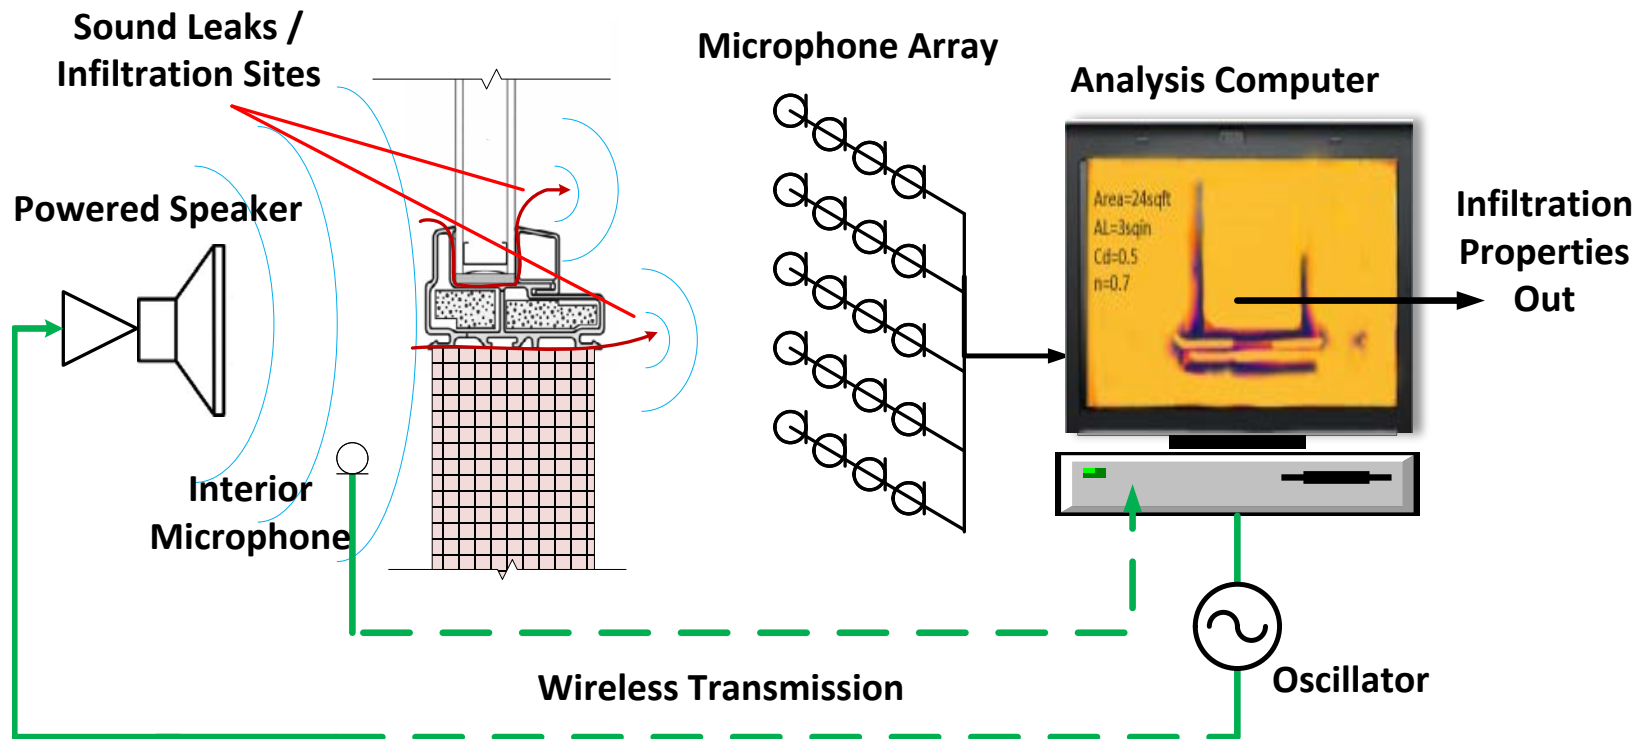 Sound Leaks /
Infiltration Sites
Microphone Array
Analysis Computer
Powered Speaker
Area=24sqft
AL=3sqin
Cd=0.5
n=0.7
Infiltration
Properties
Out
Interior
Microphone
Wireless Transmission
Oscillator